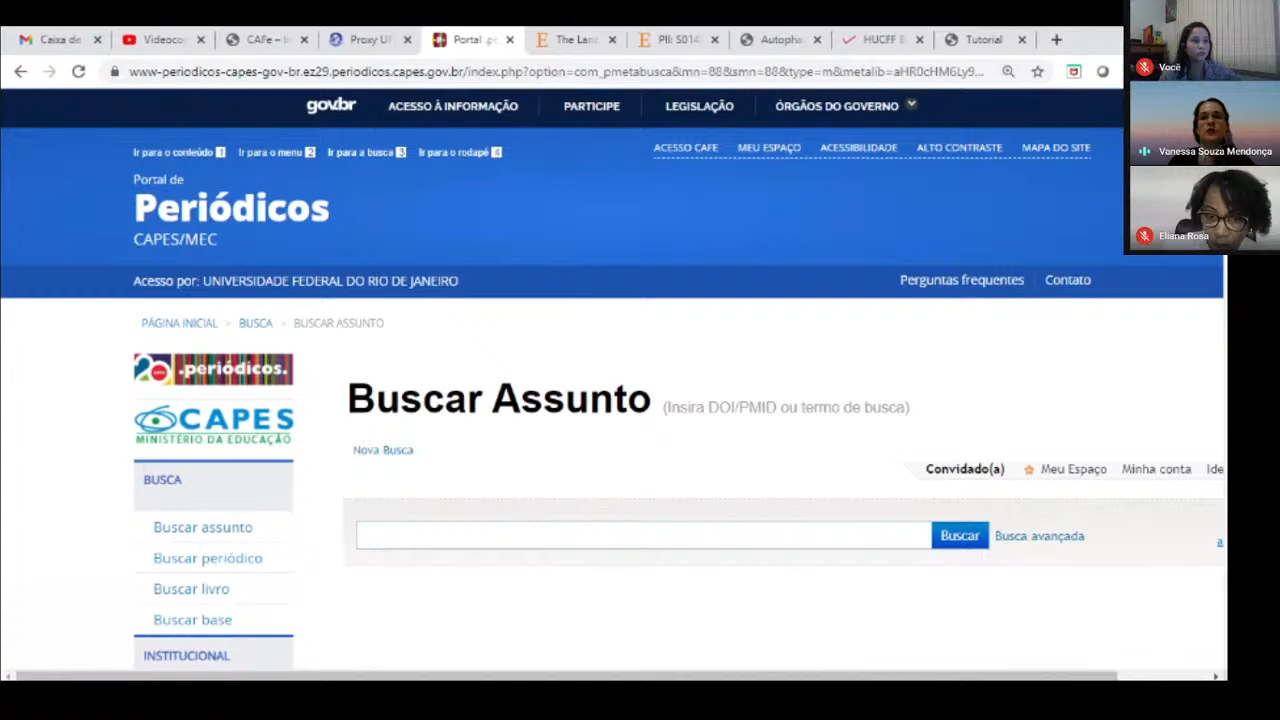 Caixa de
Videoco
CAFe – I
Proxy UF
Portal .pe
The Lanc
PII: S014
Autopha
HUCFF
Tutorial
www-periodicos-capes-gov-br.ez29.periodicos.capes.gov.br/index.php?option=com_pmetabusca&mn=88&smn=88&type=m&metalib=aHR0cHM6Ly9...
gov.br ACESSO À INFORMAÇÃO PARTICIPE LEGISLAÇÃO ÓRGÃOS DO GOVERNO
Ir para o conteúdo 1 Ir para o menu 2 Ir para a busca 3 Ir para o rodapé 4
ACESSO CAFE MEU ESPAÇO ACESSIBILIDADE ALTO CONTRASTE MAPA DO SITE
Portal de
Periódicos
CAPES/MEC
Acesso por: UNIVERSIDADE FEDERAL DO RIO DE JANEIRO
Perguntas frequentes Contato
PÁGINA INICIAL > BUSCA > BUSCAR ASSUNTO
20 .periódicos.
CAPES
MINISTÉRIO DA EDUCAÇÃO
BUSCA
Buscar assunto
Buscar periódico
Buscar livro
Buscar base
INSTITUCIONAL
Buscar Assunto (Insira DOI/PMID ou termo de busca)
Nova Busca
Convidado(a) Meu Espaço Minha conta Ide
Buscar Busca avançada
a
Você
Vanessa Souza Mendonça
Eliana Rosa